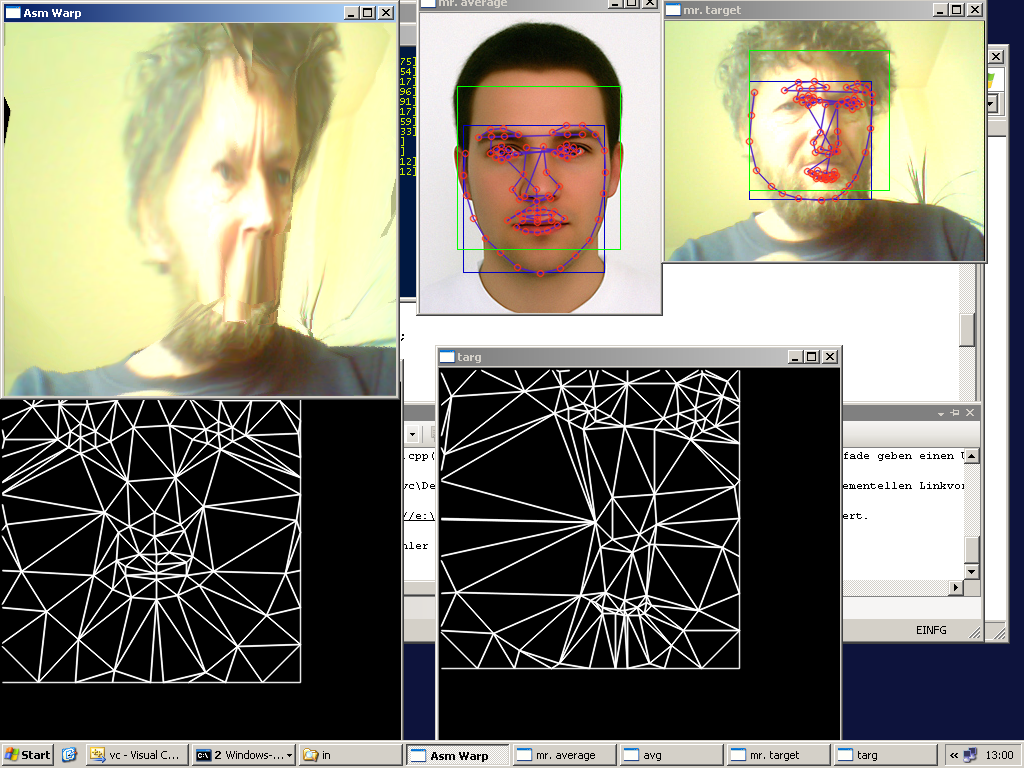 Asm Warp
mr. average
mr. target
75]
54]
17]
96]
91]
17]
59]
33]
]
]
12]
12]
;
targ
.cpp(
fade geben einen U
vc\De
ementellen Linkvor
//e:\
ert.
hler
EINFG
Start
vc - Visual C...
2 Windows-...
in
Asm Warp
mr. average
avg
mr. target
targ
«
13:00